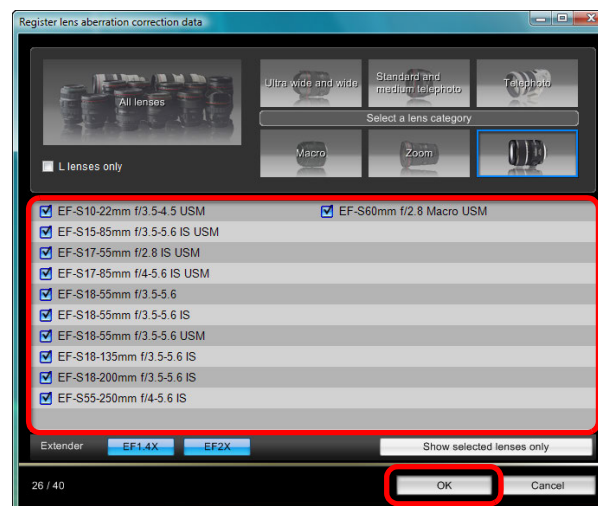 Register lens aberration correction data
All lenses
Ultra wide and wide
Standard and
medium telephoto
Telephoto
Select a lens category
L lenses only
Macro
Zoom
EF-S10-22mm f/3.5-4.5 USM
EF-S60mm f/2.8 Macro USM
EF-S15-85mm f/3.5-5.6 IS USM
EF-S17-55mm f/2.8 IS USM
EF-S17-85mm f/4-5.6 IS USM
EF-S18-55mm f/3.5-5.6
EF-S18-55mm f/3.5-5.6 IS
EF-S18-55mm f/3.5-5.6 USM
EF-S18-135mm f/3.5-5.6 IS
EF-S18-200mm f/3.5-5.6 IS
EF-S55-250mm f/4-5.6 IS
Extender EF1.4X EF2X Show selected lenses only
26 / 40 OK Cancel